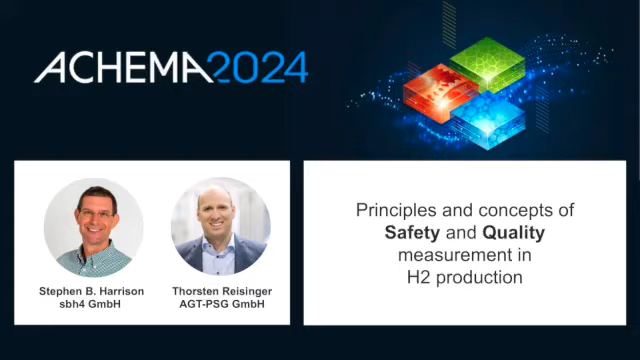 ACHEMA2024
Stephen B. Harrison
sbh4 GmbH
Thorsten Reisinger
AGT-PSG GmbH
Principles and concepts of
Safety and Quality
measurement in
H2 production